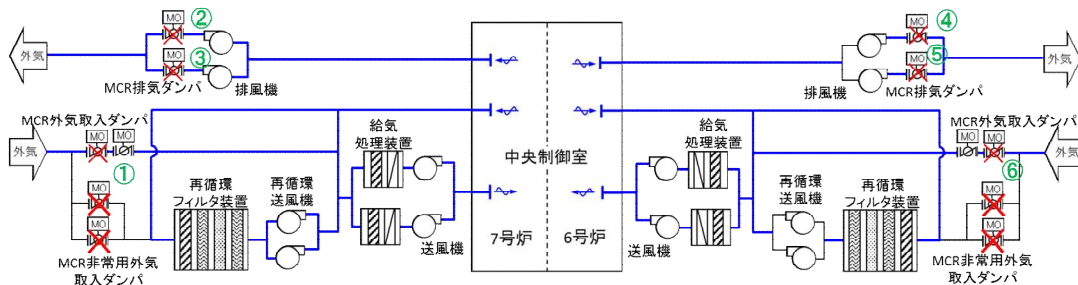 MO ② MO ④
外気 MO ③ MO ⑤ 外気
MCR排気ダンパ 排風機 排風機 MCR排気ダンパ
MCR外気取入ダンパ MCR外気取入ダンパ
外気 MO MO 給気 給気 MO MO 外気
処理装置 中央制御室 処理装置
① ⑥
MO 再循環 再循環 再循環 再循環 MO
フィルタ装置 送風機 送風機 フィルタ装置
MO 7号炉 6号炉 MO
送風機 送風機
MCR非常用外気 MCR非常用外気
取入ダンパ 取入ダンパ